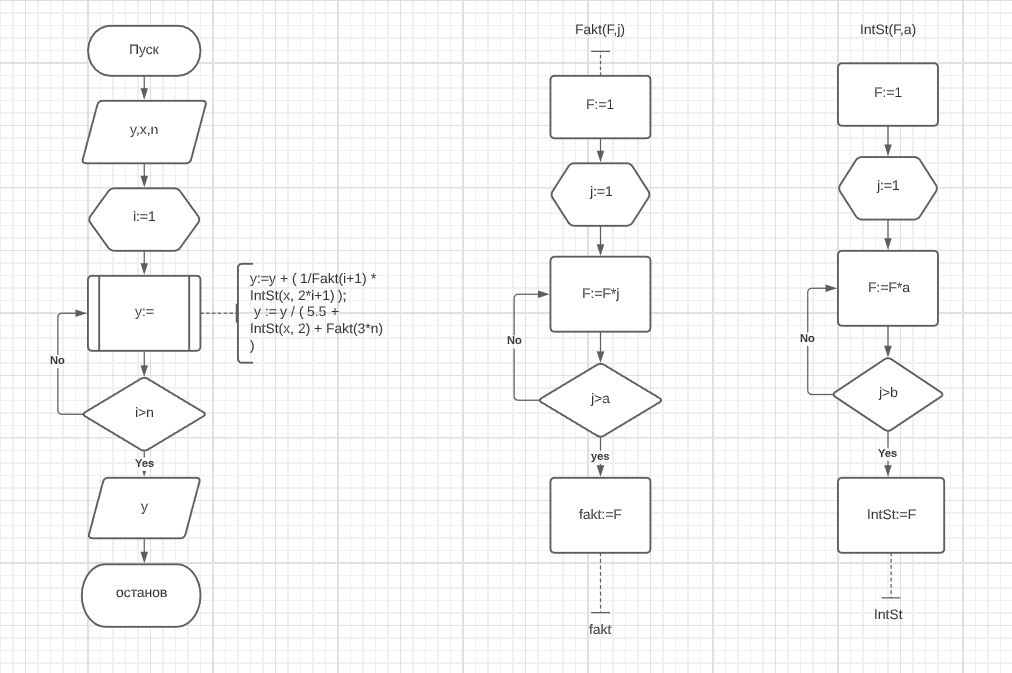 Пуск
y,x,n
i:=1
y:=
y:=y + ( 1/Fakt(i+1) *
IntSt(x, 2*i+1) );
y := y / ( 5.5 +
IntSt(x, 2) + Fakt(3*n)
)
No
i>n
Yes
y
останов
Fakt(F,j)
F:=1
j:=1
F:=F*j
No
j>a
yes
fakt:=F
fakt
IntSt(F,a)
F:=1
j:=1
F:=F*a
No
j>b
Yes
IntSt:=F
IntSt